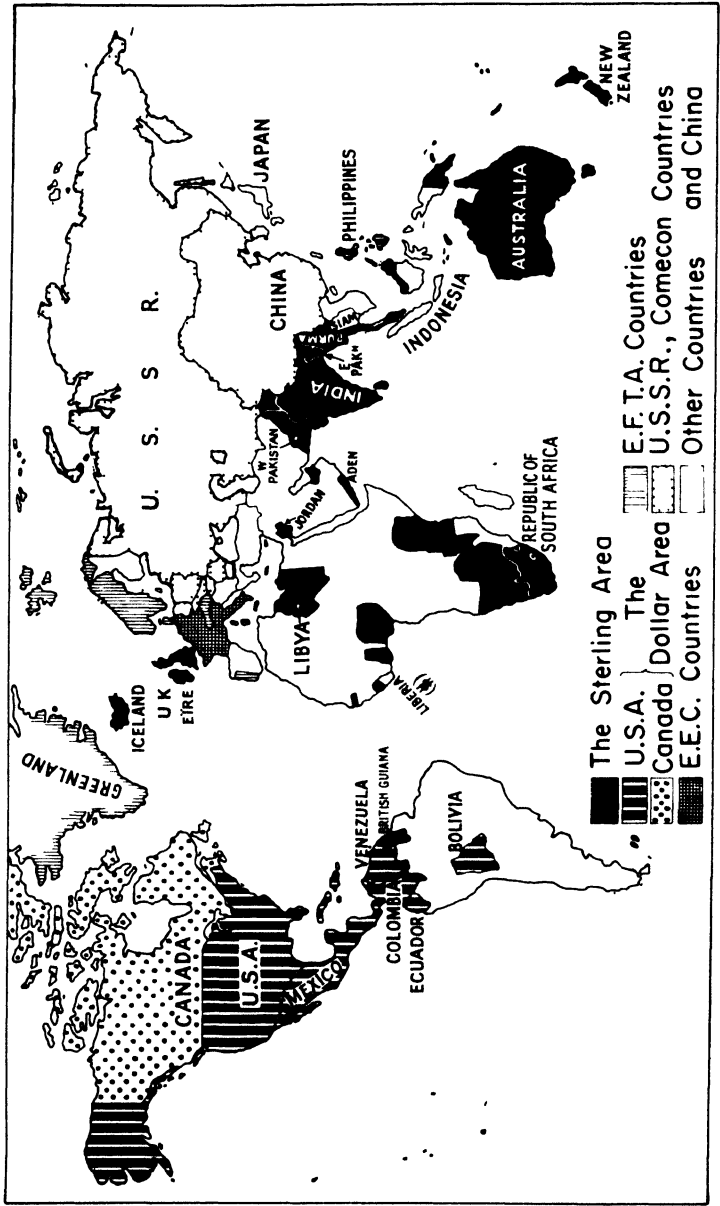 GREENLAND
ICELAND
UK
EIRE
U. S. S. R.
CANADA
U.S.A.
MEXICO
VENEZUELA
BRITISH GUIANA
COLOMBIA
ECUADOR
BOLIVIA
LIBYA
LIBERIA
JORDAN
ADEN
REPUBLIC OF
SOUTH AFRICA
W
PAKISTAN
INDIA
E
PAKN
BURMA
CHINA
JAPAN
PHILIPPINES
INDONESIA
AUSTRALIA
NEW
ZEALAND
The Sterling Area
U.S.A. } The
Canada } Dollar Area
E.E.C. Countries
E.F.T.A. Countries
U.S.S.R., Comecon Countries
Other Countries and China